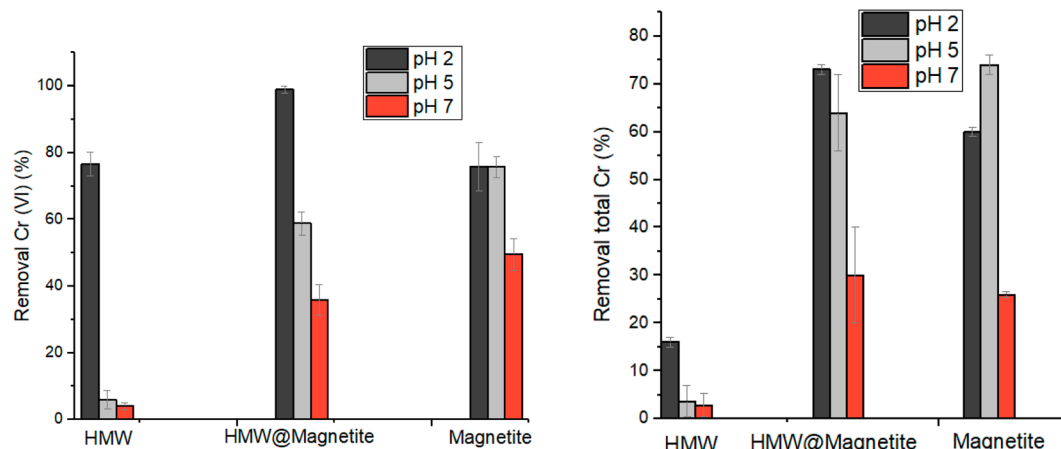 Removal Cr (VI) (%)
100
80
60
40
20
0
pH 2
pH 5
pH 7
HMW
HMW@Magnetite
Magnetite
Removal total Cr (%)
80
70
60
50
40
30
20
10
0
pH 2
pH 5
pH 7
HMW
HMW@Magnetite
Magnetite